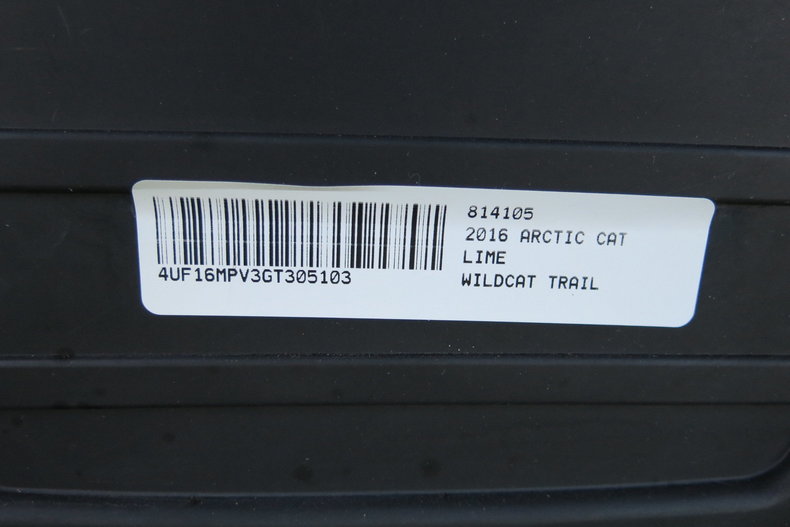 4UF16MPV3GT305103
814105
2016 ARCTIC CAT
LIME
WILDCAT TRAIL